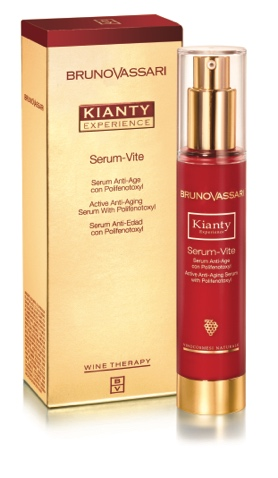 BRUNOVASSARI
KIANTY
EXPERIENCE
Serum-Vite
Serum Anti-Age
con Polifenotoxyl
Active Anti-Aging
Serum With Polifenotoxyl
Serum Anti-Edad
con Polifenotoxyl
WINE THERAPY
B
V
BRUNOVASSARI
Kianty
Experience
Serum-Vite
Serum Anti-Age
con Polifenotoxyl
Active Anti-Aging Serum
with Polifenotoxyl